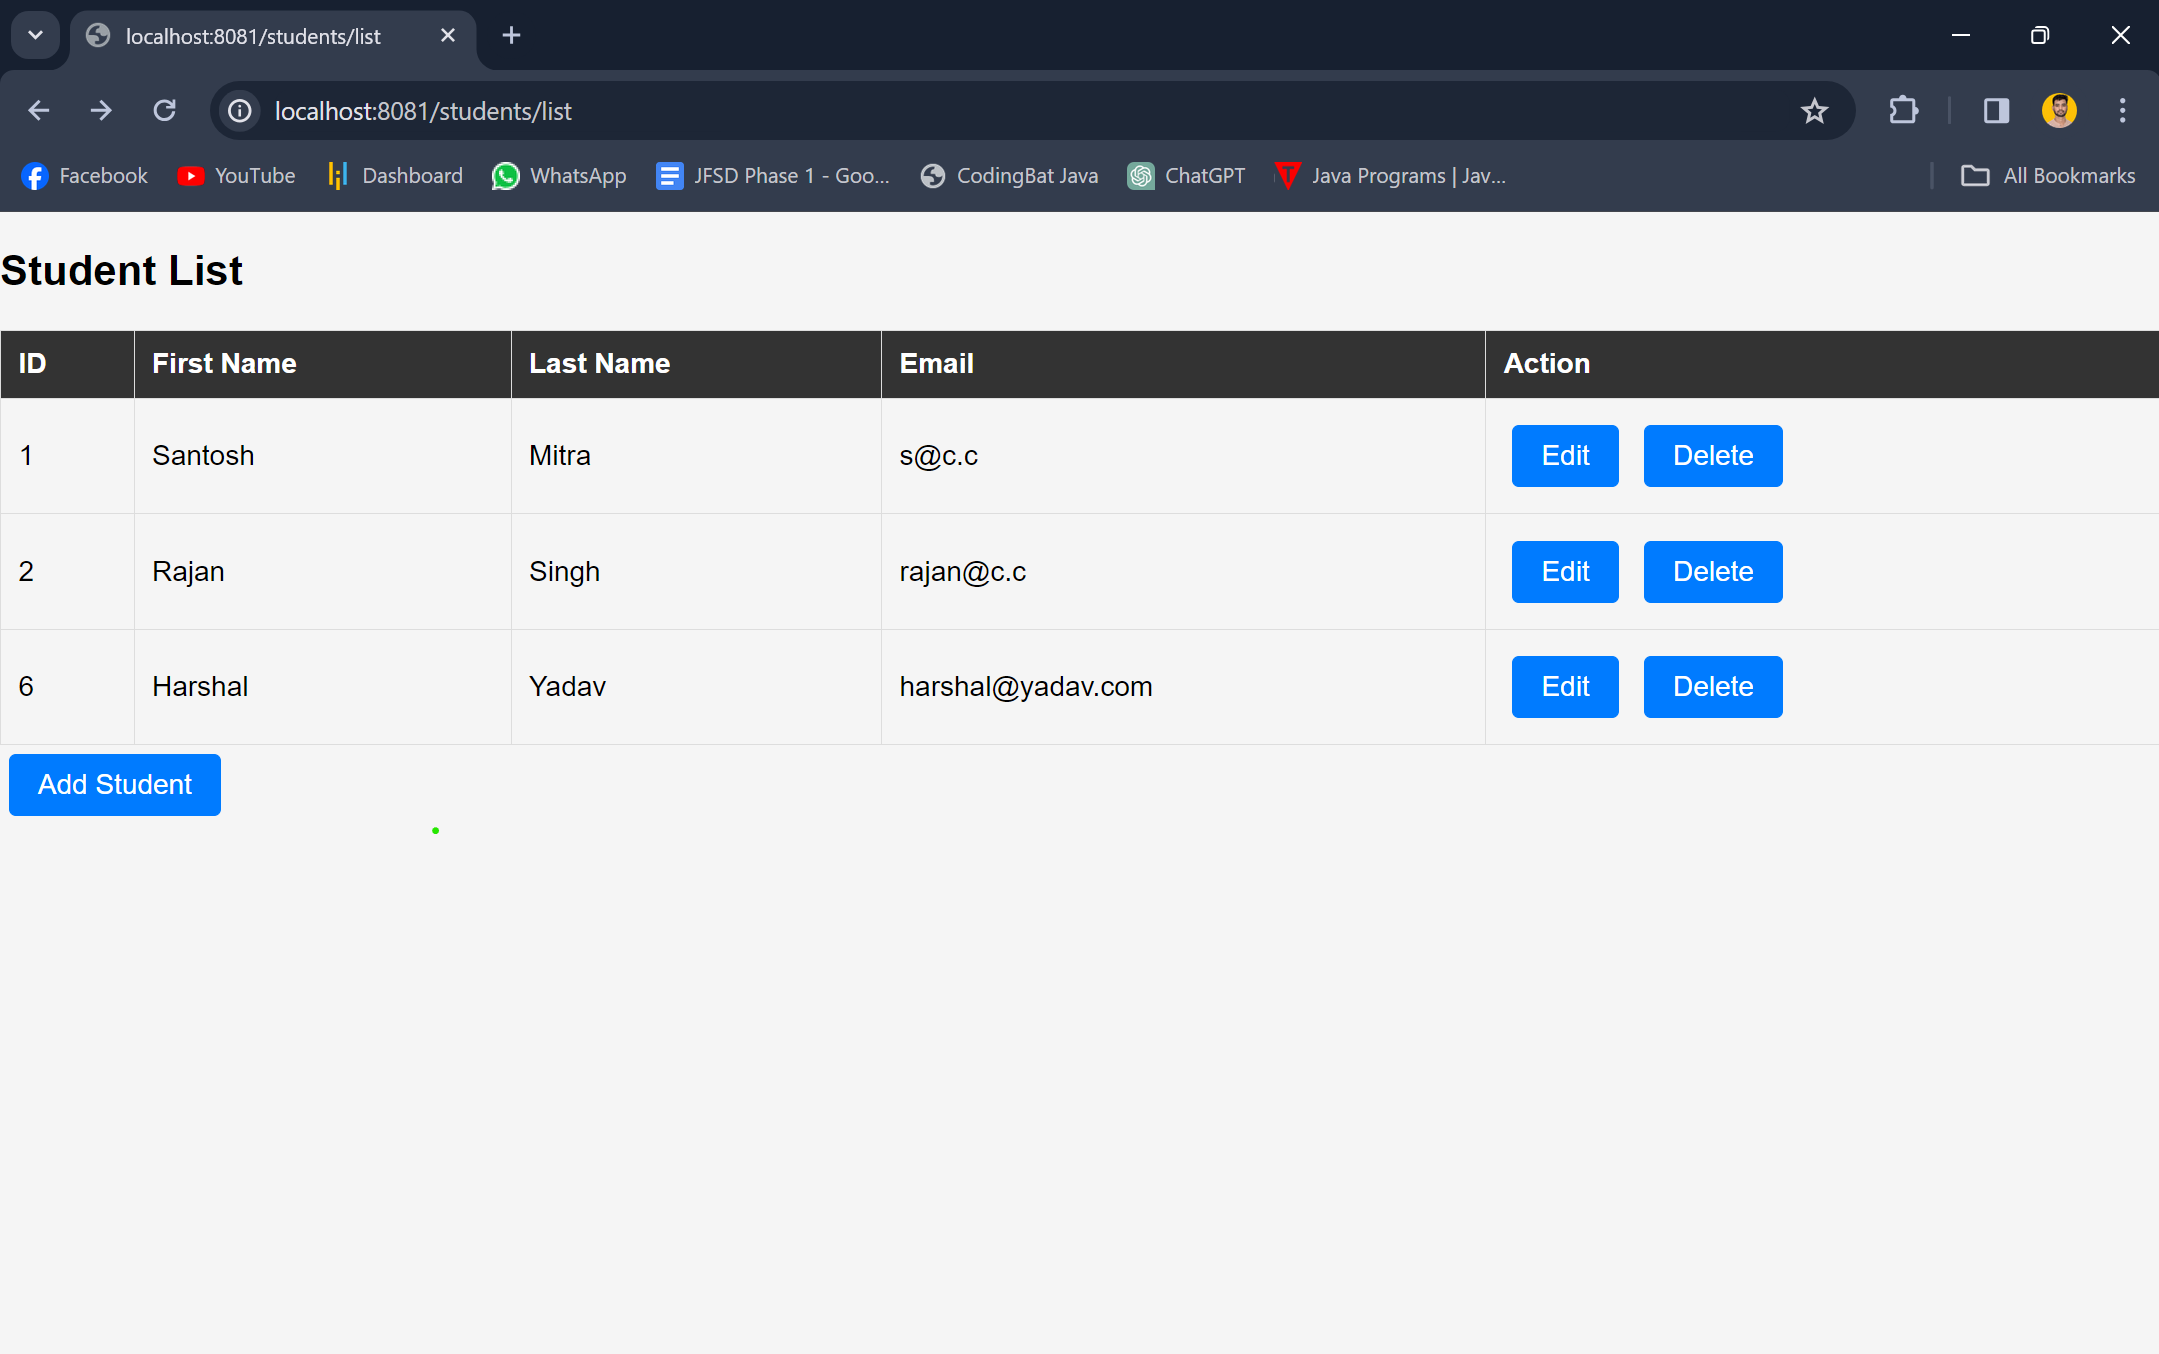 localhost:8081/students/list
localhost:8081/students/list
Facebook YouTube Dashboard WhatsApp JFSD Phase 1 - Goo... CodingBat Java ChatGPT Java Programs | Jav... All Bookmarks
Student List
ID First Name Last Name Email Action
1 Santosh Mitra s@c.c Edit Delete
2 Rajan Singh rajan@c.c Edit Delete
6 Harshal Yadav harshal@yadav.com Edit Delete
Add Student